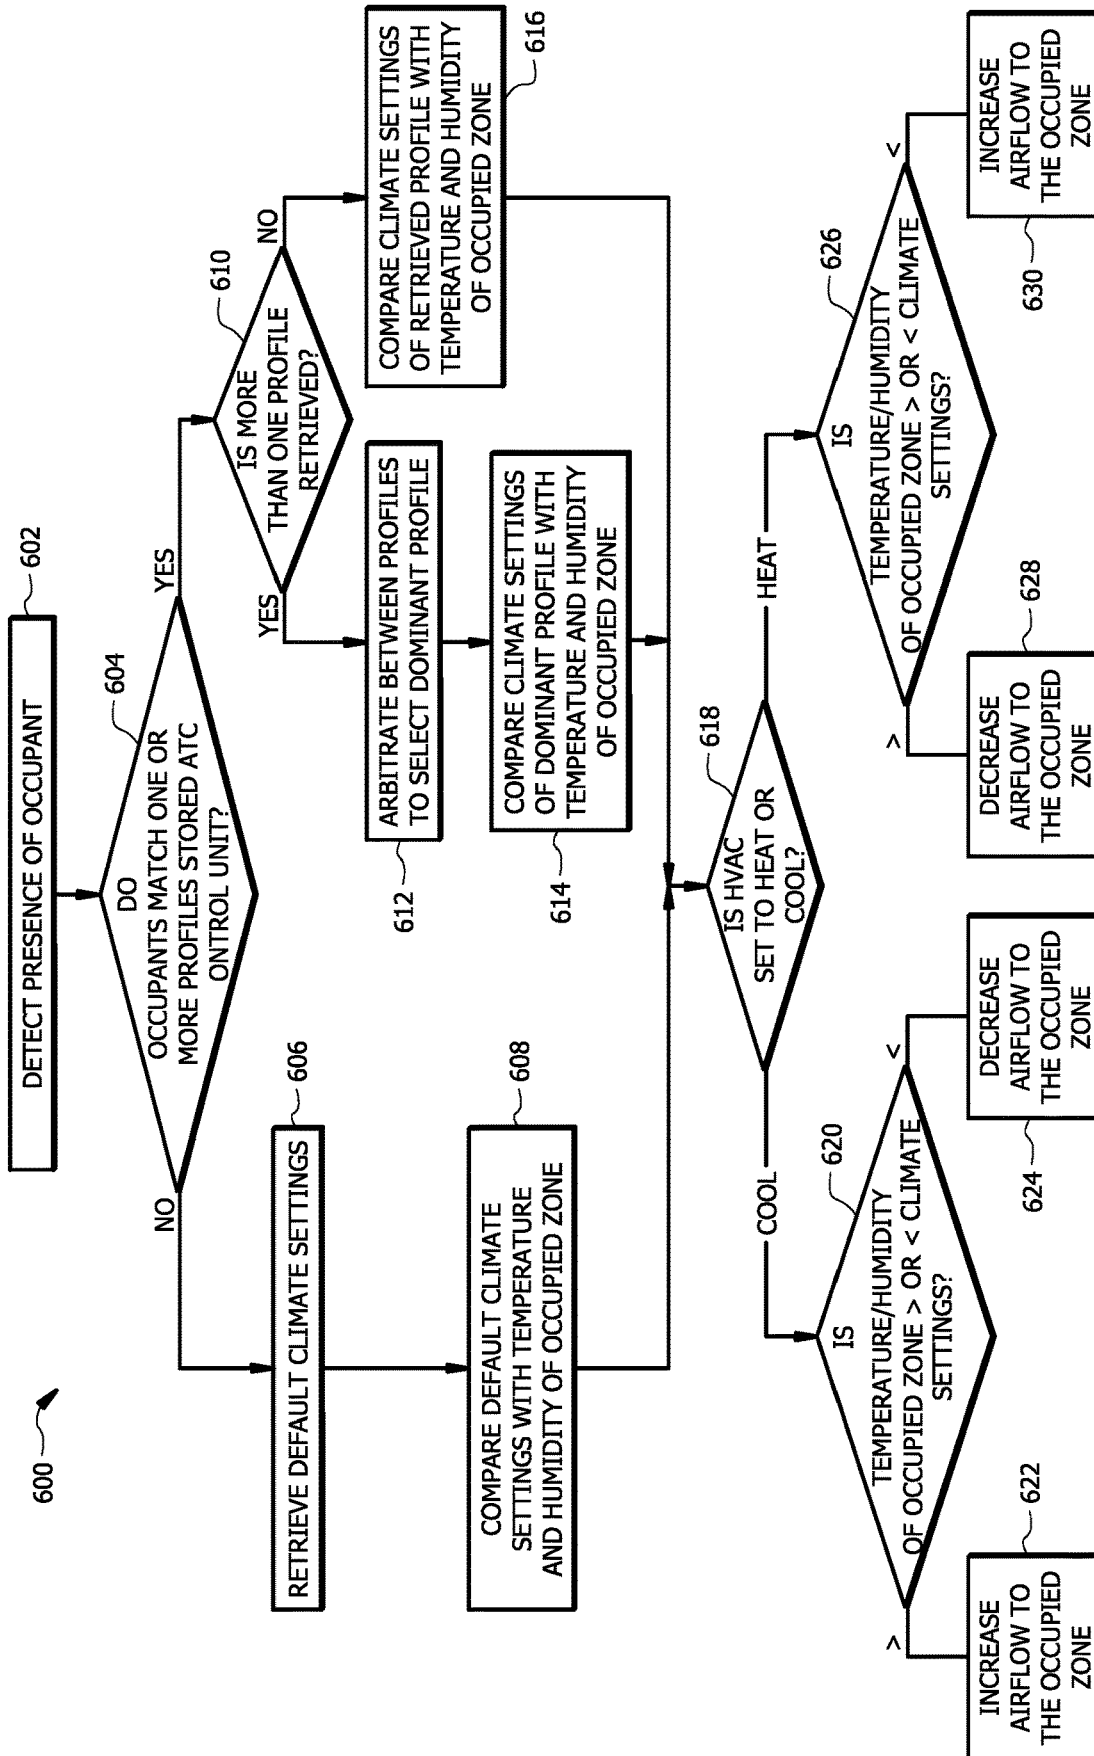 600
DETECT PRESENCE OF OCCUPANT
602
DO
OCCUPANTS MATCH ONE OR
MORE PROFILES STORED ATC
ONTROL UNIT?
604
NO
YES
RETRIEVE DEFAULT CLIMATE SETTINGS
606
COMPARE DEFAULT CLIMATE
SETTINGS WITH TEMPERATURE
AND HUMIDITY OF OCCUPIED ZONE
608
IS MORE
THAN ONE PROFILE
RETRIEVED?
610
YES
NO
ARBITRATE BETWEEN PROFILES
TO SELECT DOMINANT PROFILE
612
COMPARE CLIMATE SETTINGS
OF DOMINANT PROFILE WITH
TEMPERATURE AND HUMIDITY
OF OCCUPIED ZONE
614
COMPARE CLIMATE SETTINGS
OF RETRIEVED PROFILE WITH
TEMPERATURE AND HUMIDITY
OF OCCUPIED ZONE
616
IS HVAC
SET TO HEAT OR
COOL?
618
COOL
HEAT
IS
TEMPERATURE/HUMIDITY
OF OCCUPIED ZONE > OR < CLIMATE
SETTINGS?
620
>
<
INCREASE
AIRFLOW TO
THE OCCUPIED
ZONE
622
DECREASE
AIRFLOW TO
THE OCCUPIED
ZONE
624
IS
TEMPERATURE/HUMIDITY
OF OCCUPIED ZONE > OR < CLIMATE
SETTINGS?
626
>
<
DECREASE
AIRFLOW TO
THE OCCUPIED
ZONE
628
INCREASE
AIRFLOW TO
THE OCCUPIED
ZONE
630